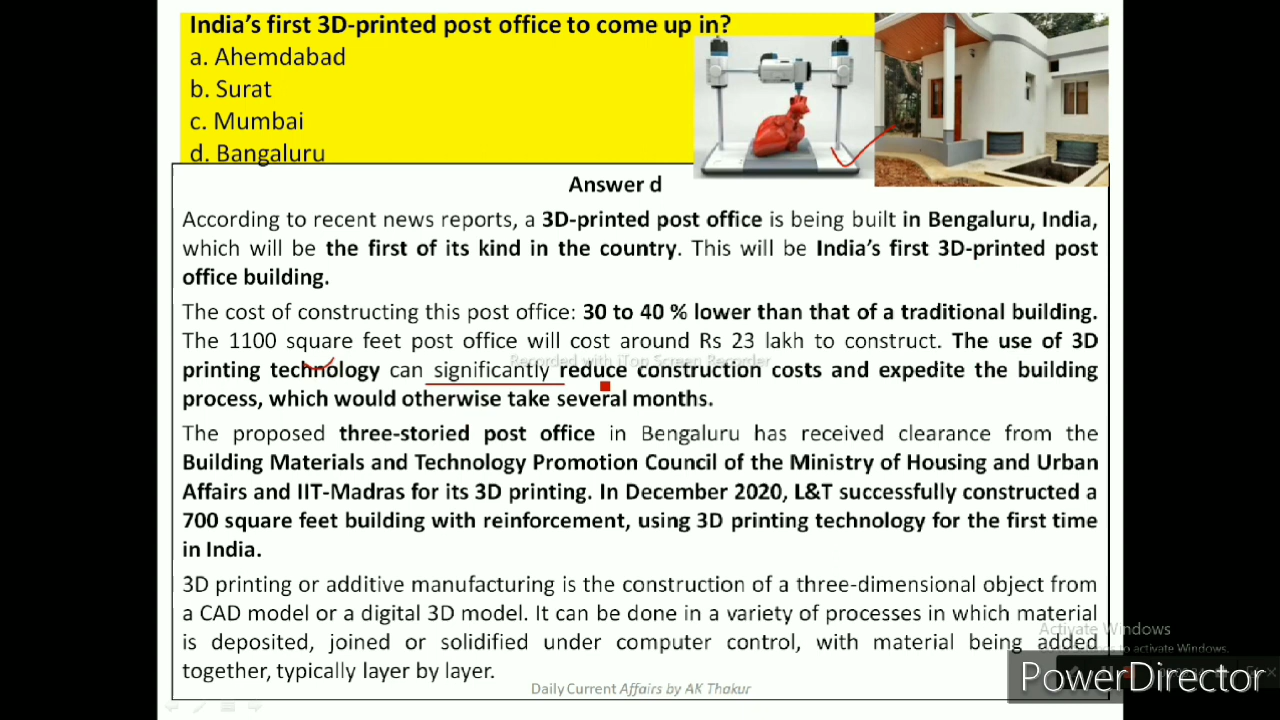 India’s first 3D-printed post office to come up in?
a. Ahemdabad
b. Surat
c. Mumbai
d. Bangaluru
Answer d
According to recent news reports, a 3D-printed post office is being built in Bengaluru, India,
which will be the first of its kind in the country. This will be India’s first 3D-printed post
office building.
The cost of constructing this post office: 30 to 40 % lower than that of a traditional building.
The 1100 square feet post office will cost around Rs 23 lakh to construct. The use of 3D
Recorded with iTop Screen Recorder
printing technology can significantly reduce construction costs and expedite the building
process, which would otherwise take several months.
The proposed three-storied post office in Bengaluru has received clearance from the
Building Materials and Technology Promotion Council of the Ministry of Housing and Urban
Affairs and IIT-Madras for its 3D printing. In December 2020, L&T successfully constructed a
700 square feet building with reinforcement, using 3D printing technology for the first time
in India.
3D printing or additive manufacturing is the construction of a three-dimensional object from
a CAD model or a digital 3D model. It can be done in a variety of processes in which material
Activate Windows
is deposited, joined or solidified under computer control, with material being added
to activate Windows.
together, typically layer by layer.
PowerDirector
Daily Current Affairs by AK Thakur